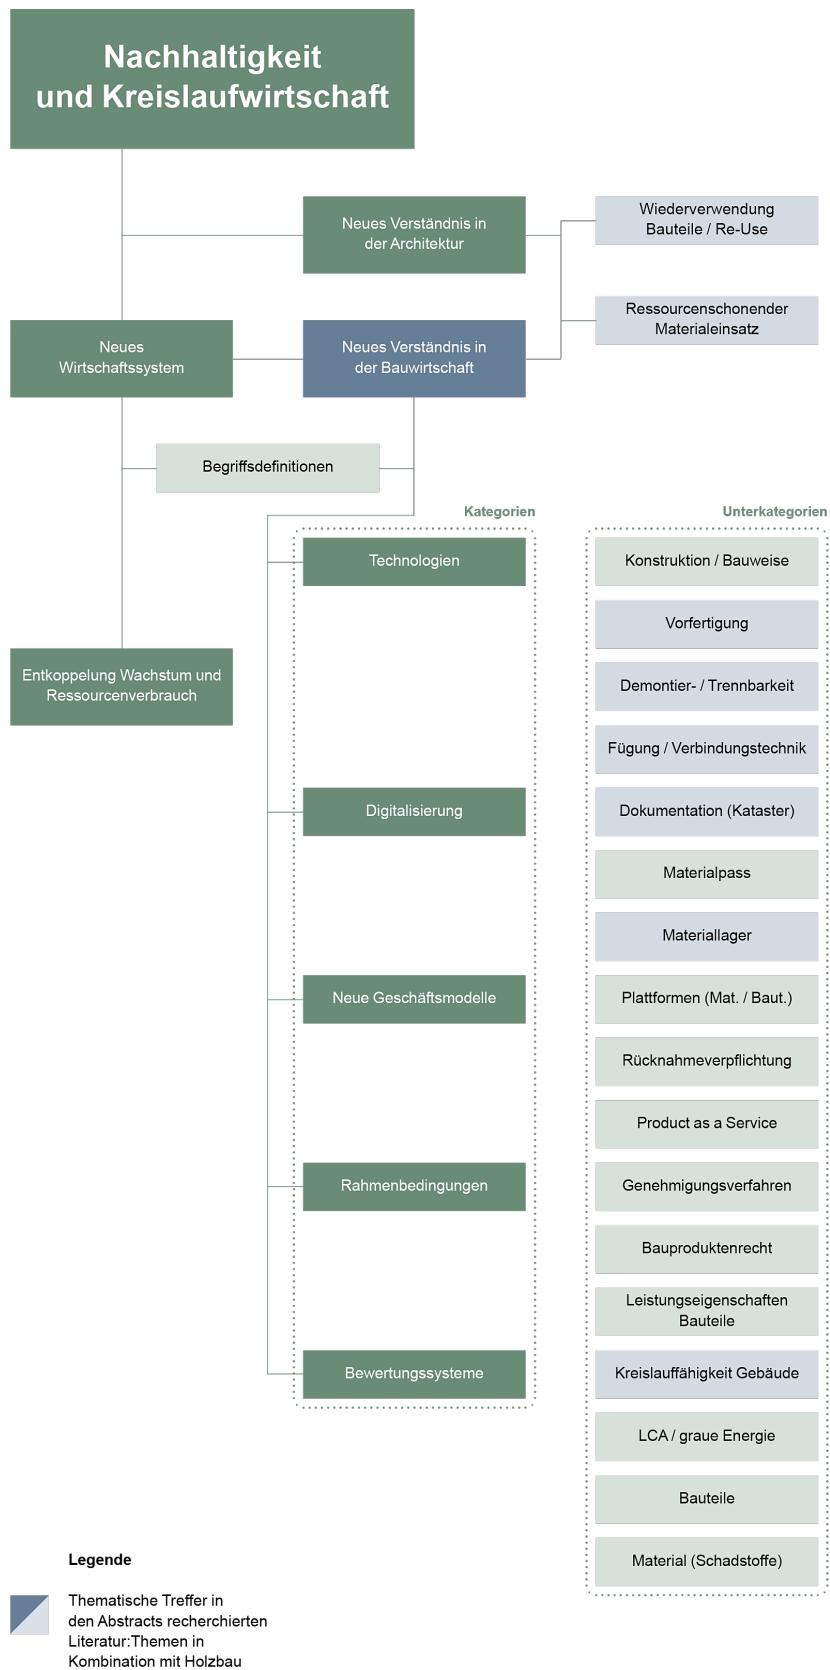 Nachhaltigkeit
und Kreislaufwirtschaft
Neues Verständnis in
der Architektur
Wiederverwendung
Bauteile / Re-Use
Ressourcenschonender
Materialeinsatz
Neues
Wirtschaftssystem
Neues Verständnis in
der Bauwirtschaft
Begriffsdefinitionen
Entkoppelung Wachstum und
Ressourcenverbrauch
Kategorien
Technologien
Digitalisierung
Neue Geschäftsmodelle
Rahmenbedingungen
Bewertungssysteme
Unterkategorien
Konstruktion / Bauweise
Vorfertigung
Demontier- / Trennbarkeit
Fügung / Verbindungstechnik
Dokumentation (Kataster)
Materialpass
Materiallager
Plattformen (Mat. / Baut.)
Rücknahmeverpflichtung
Product as a Service
Genehmigungsverfahren
Bauproduktenrecht
Leistungseigenschaften
Bauteile
Kreislauffähigkeit Gebäude
LCA / graue Energie
Bauteile
Material (Schadstoffe)
Legende
Thematische Treffer in
den Abstracts recherchierten
Literatur:Themen in
Kombination mit Holzbau